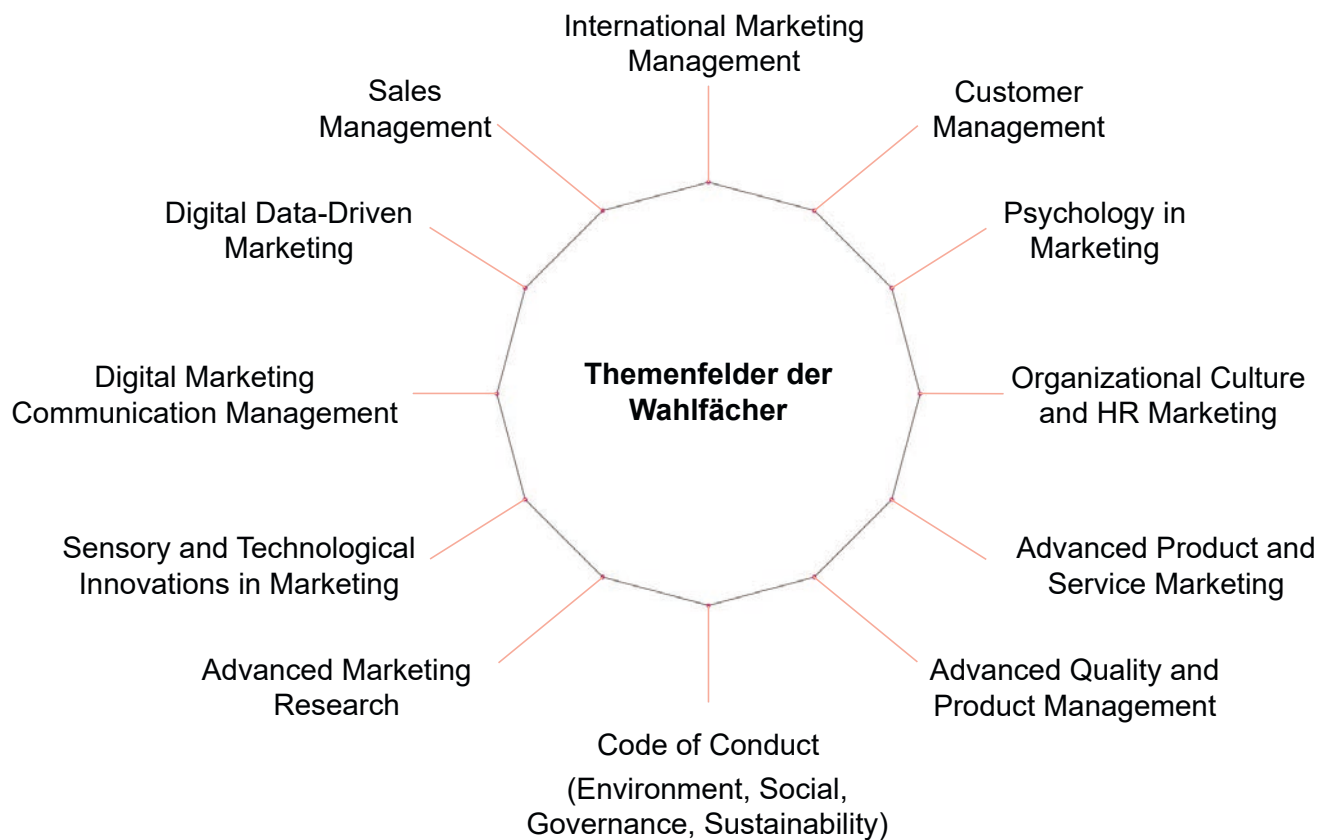 International Marketing
Management
Customer
Management
Psychology in
Marketing
Organizational Culture
and HR Marketing
Advanced Product and
Service Marketing
Advanced Quality and
Product Management
Code of Conduct
(Environment, Social,
Governance, Sustainability)
Advanced Marketing
Research
Sensory and Technological
Innovations in Marketing
Digital Marketing
Communication Management
Digital Data-Driven
Marketing
Sales
Management
Themenfelder der
Wahlfächer